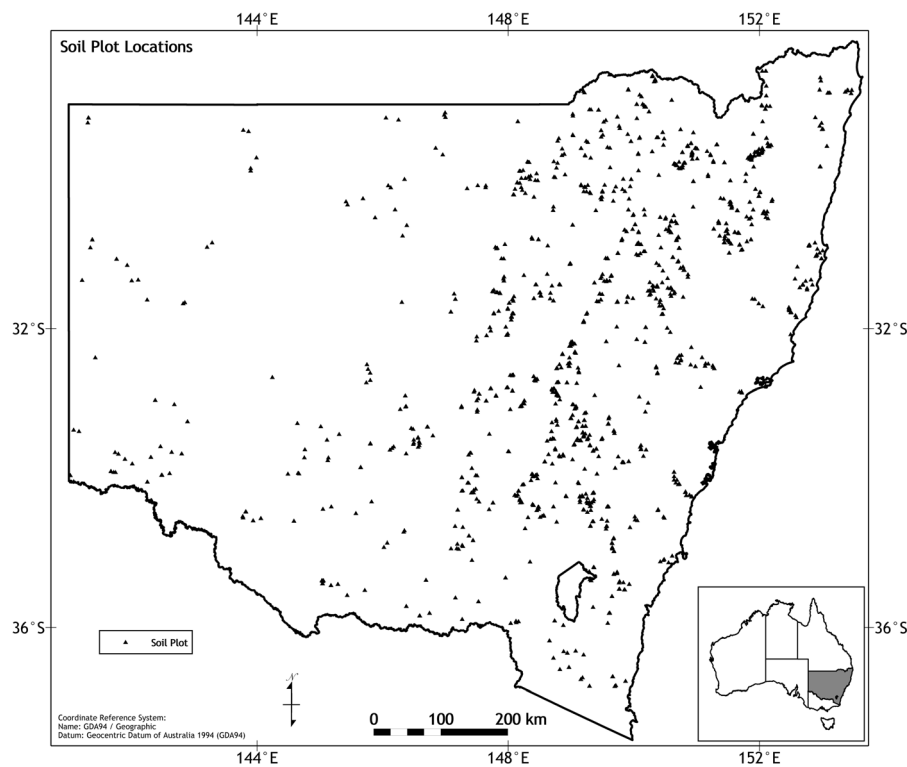 144°E 148°E 152°E
Soil Plot Locations
32°S 32°S
36°S 36°S
Soil Plot
N
Coordinate Reference System:
Name: GDA94 / Geographic
Datum: Geocentric Datum of Australia 1994 (GDA94)
0 100 200 km
144°E 148°E 152°E